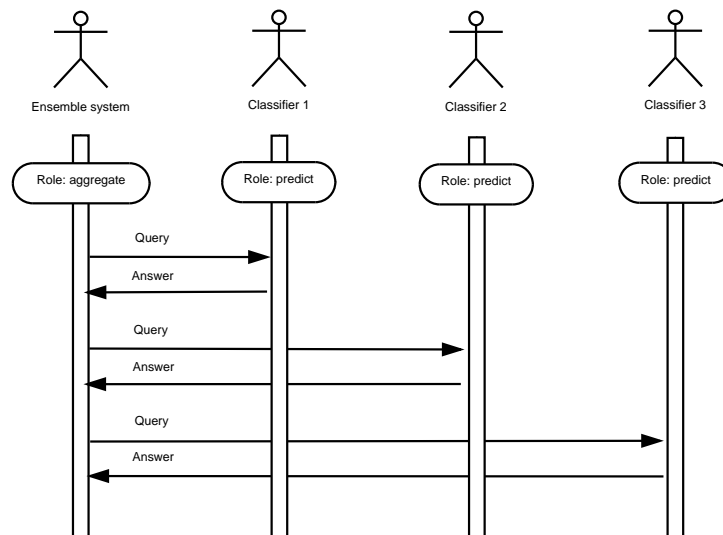 Ensemble system
Classifier 1
Classifier 2
Classifier 3
Role: aggregate
Role: predict
Role: predict
Role: predict
Query
Answer
Query
Answer
Query
Answer